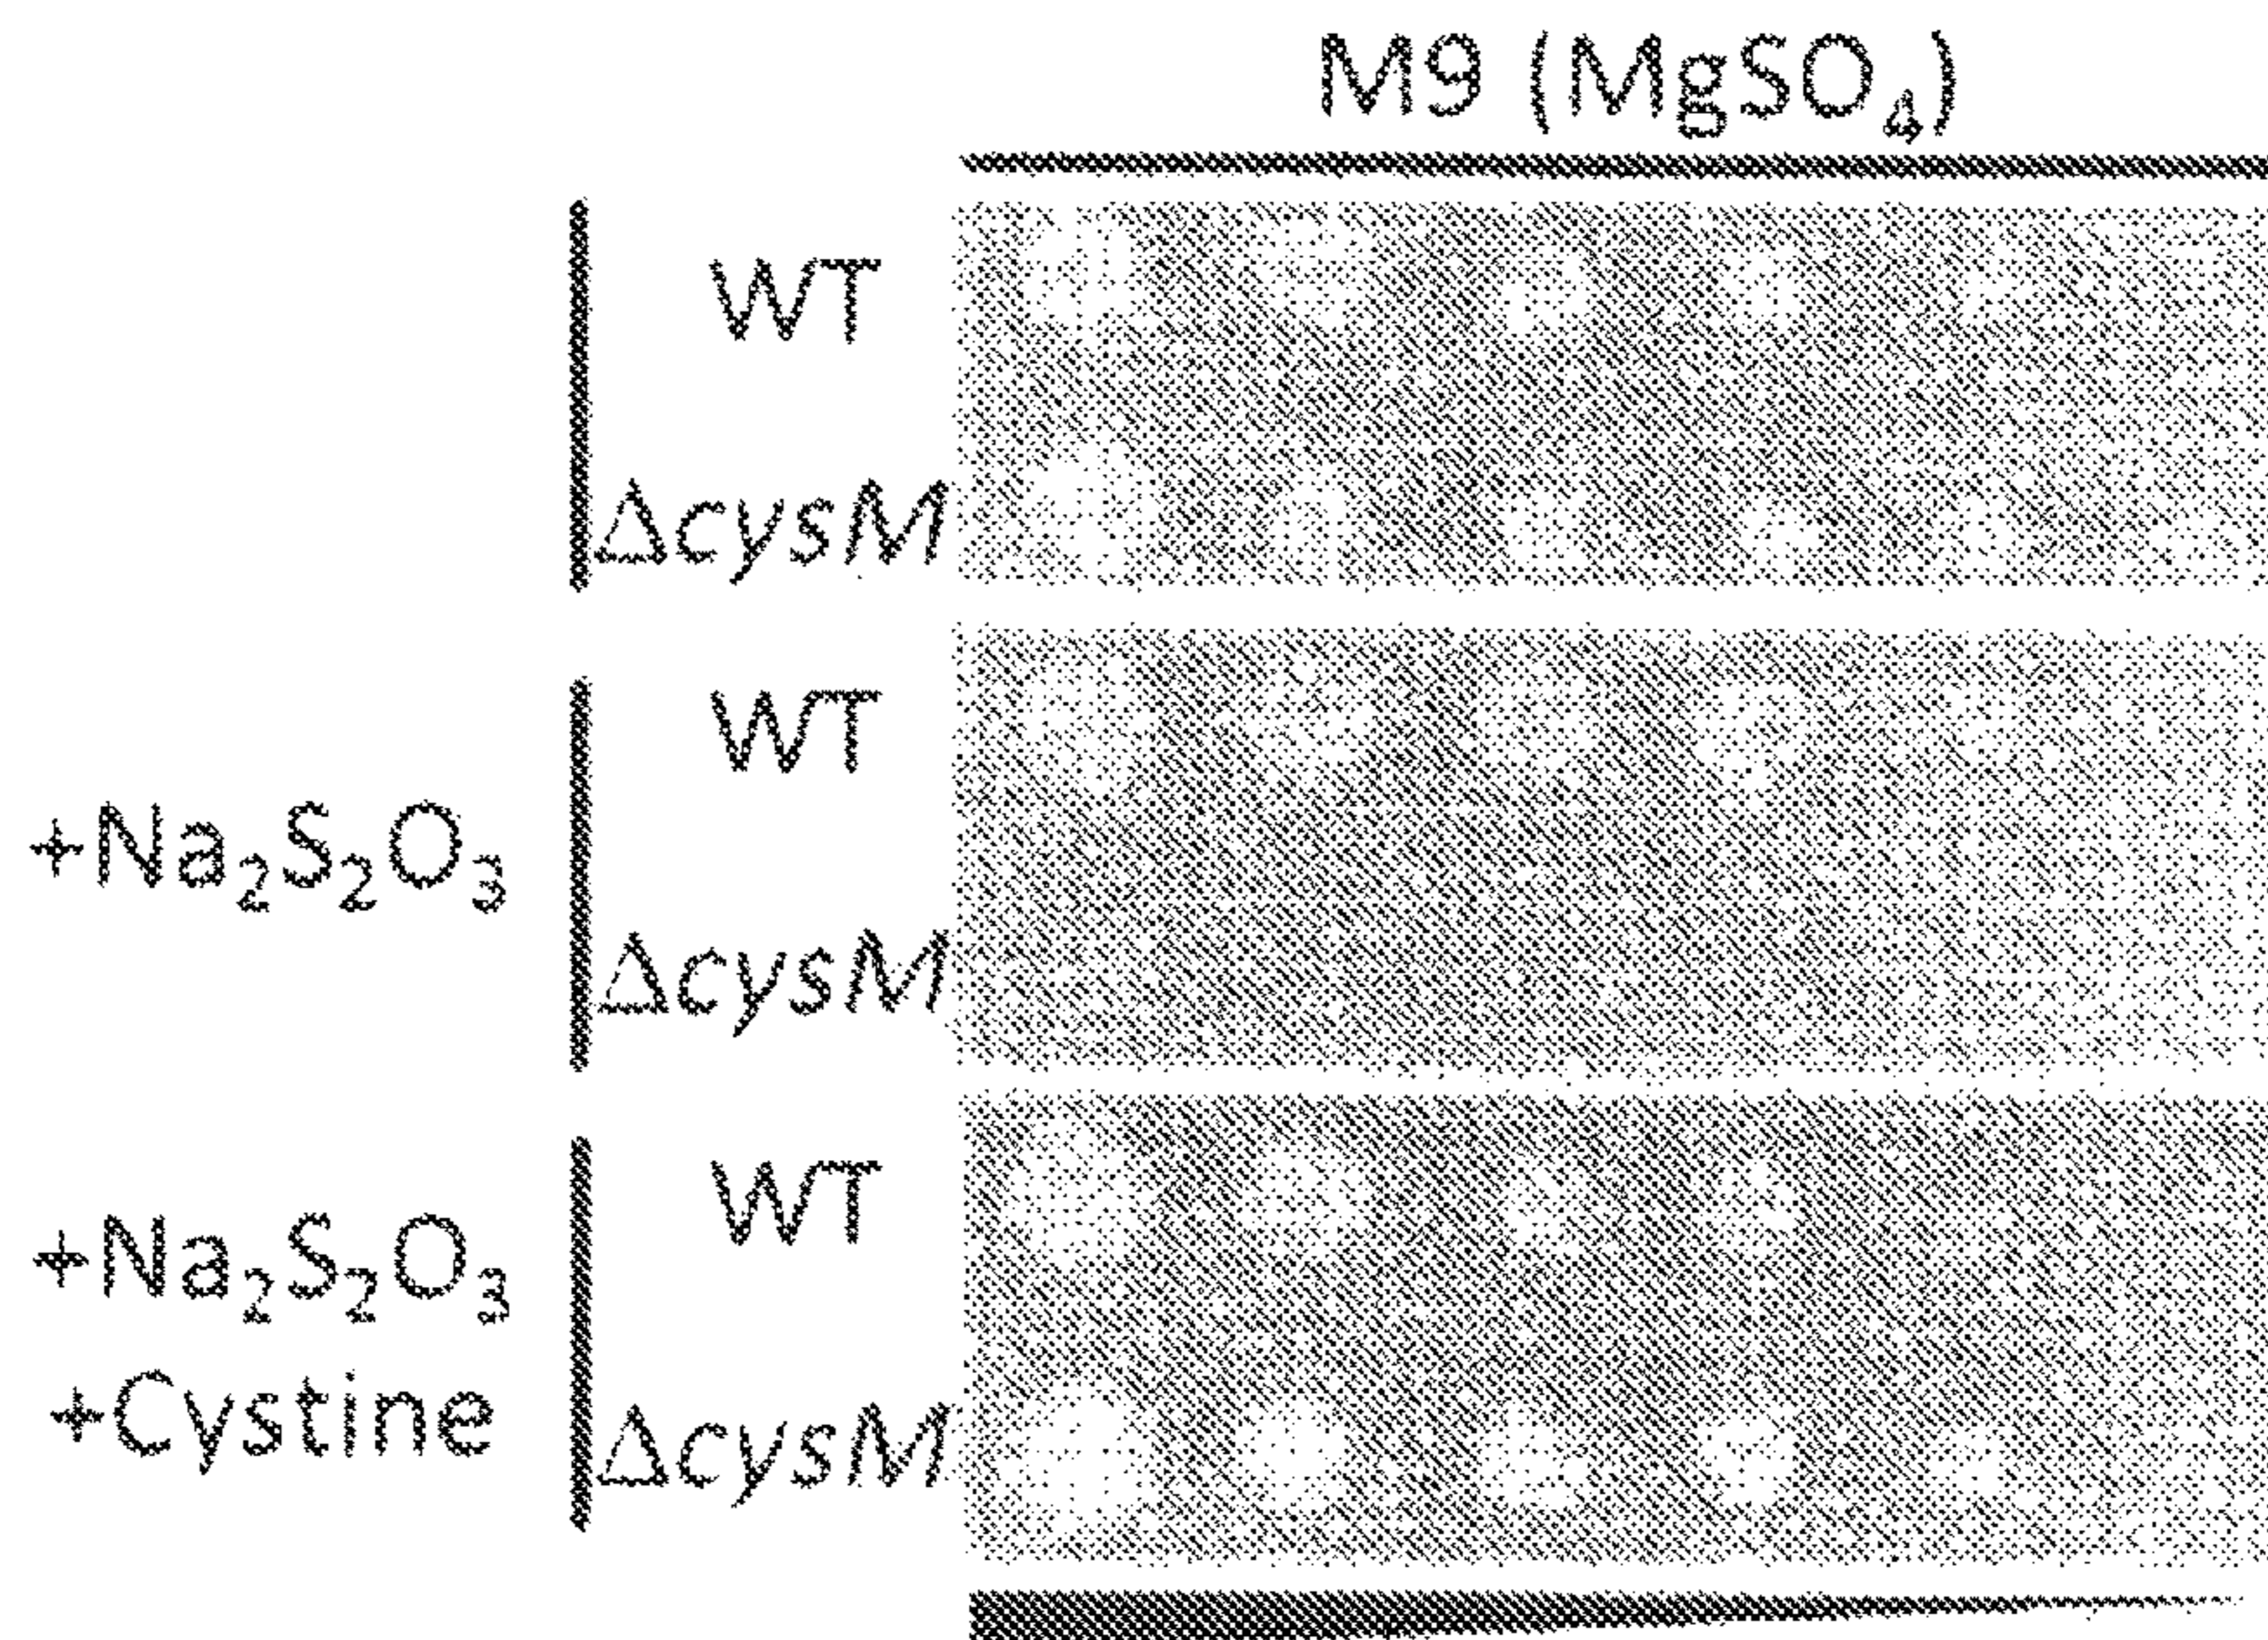 M9 (MgSO₄)
WT
ΔcysM
+Na₂S₂O₃
WT
ΔcysM
+Na₂S₂O₃
+Cystine
WT
ΔcysM